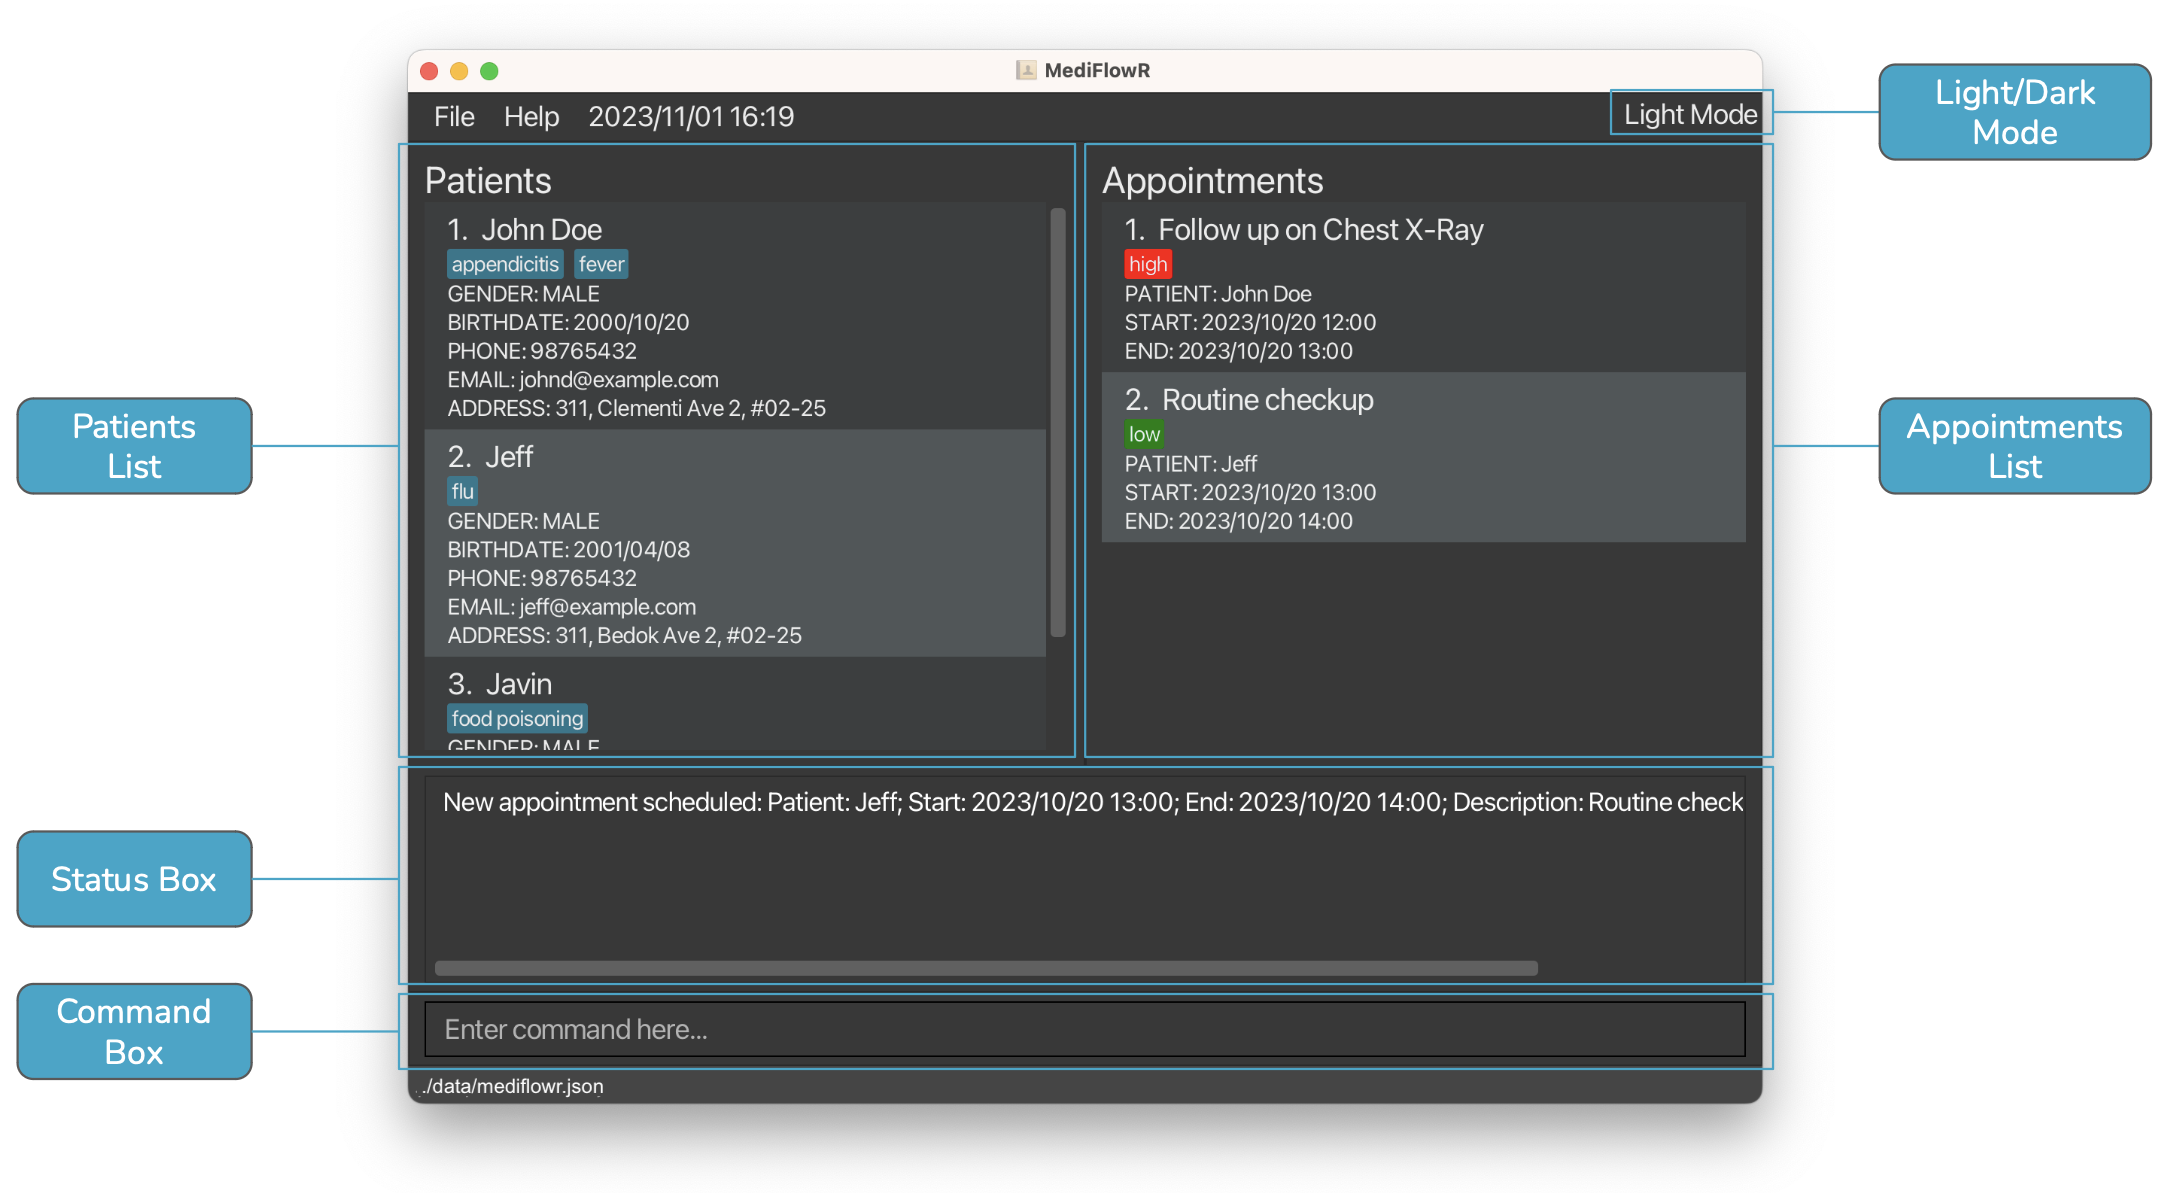 MediFlowR
File Help 2023/11/01 16:19
Light Mode
Light/Dark
Mode
Patients
1. John Doe
appendicitis fever
GENDER: MALE
BIRTHDATE: 2000/10/20
PHONE: 98765432
EMAIL: johnd@example.com
ADDRESS: 311, Clementi Ave 2, #02-25
2. Jeff
flu
GENDER: MALE
BIRTHDATE: 2001/04/08
PHONE: 98765432
EMAIL: jeff@example.com
ADDRESS: 311, Bedok Ave 2, #02-25
3. Javin
food poisoning
GENDER: MALE
Appointments
1. Follow up on Chest X-Ray
high
PATIENT: John Doe
START: 2023/10/20 12:00
END: 2023/10/20 13:00
2. Routine checkup
low
PATIENT: Jeff
START: 2023/10/20 13:00
END: 2023/10/20 14:00
Patients
List
Appointments
List
New appointment scheduled: Patient: Jeff; Start: 2023/10/20 13:00; End: 2023/10/20 14:00; Description: Routine check
Status Box
Command
Box
Enter command here...
./data/mediflowr.json